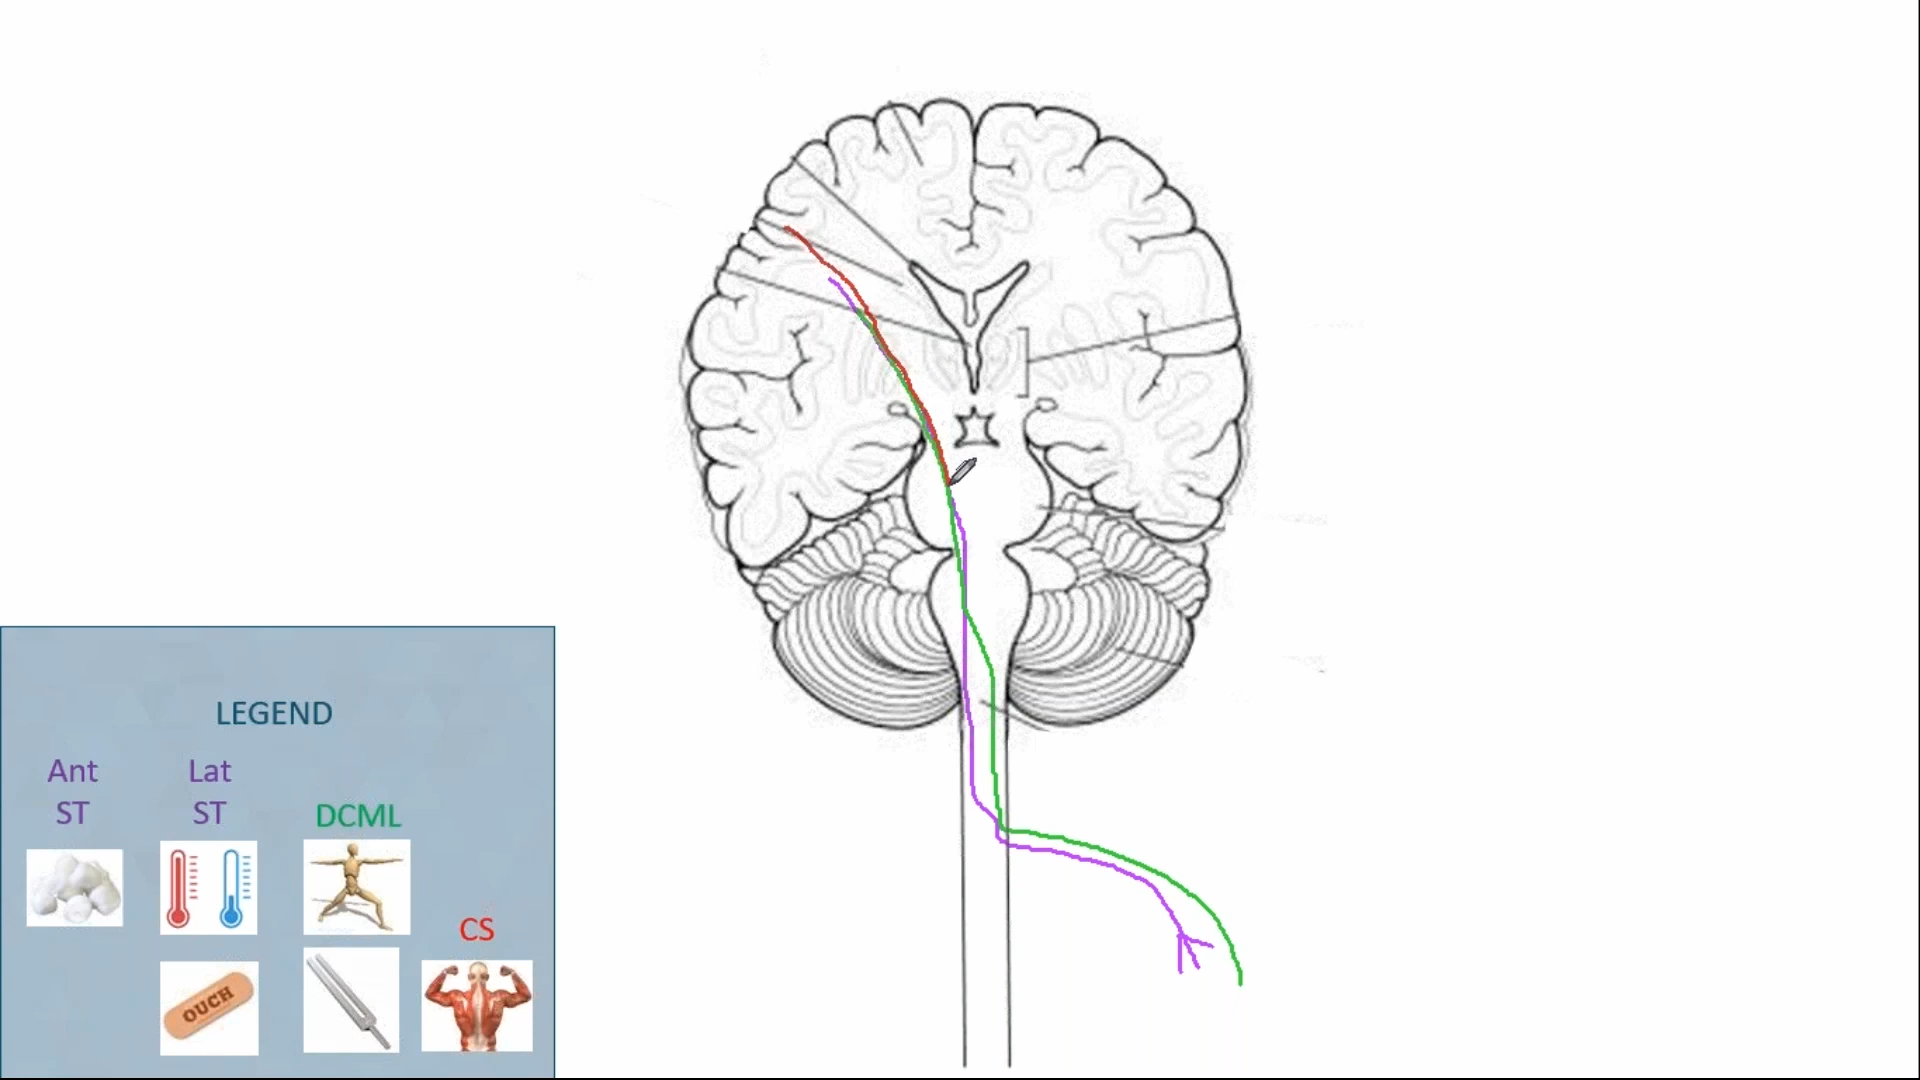 LEGEND
Ant
ST
Lat
ST
DCML
CS
OUCH